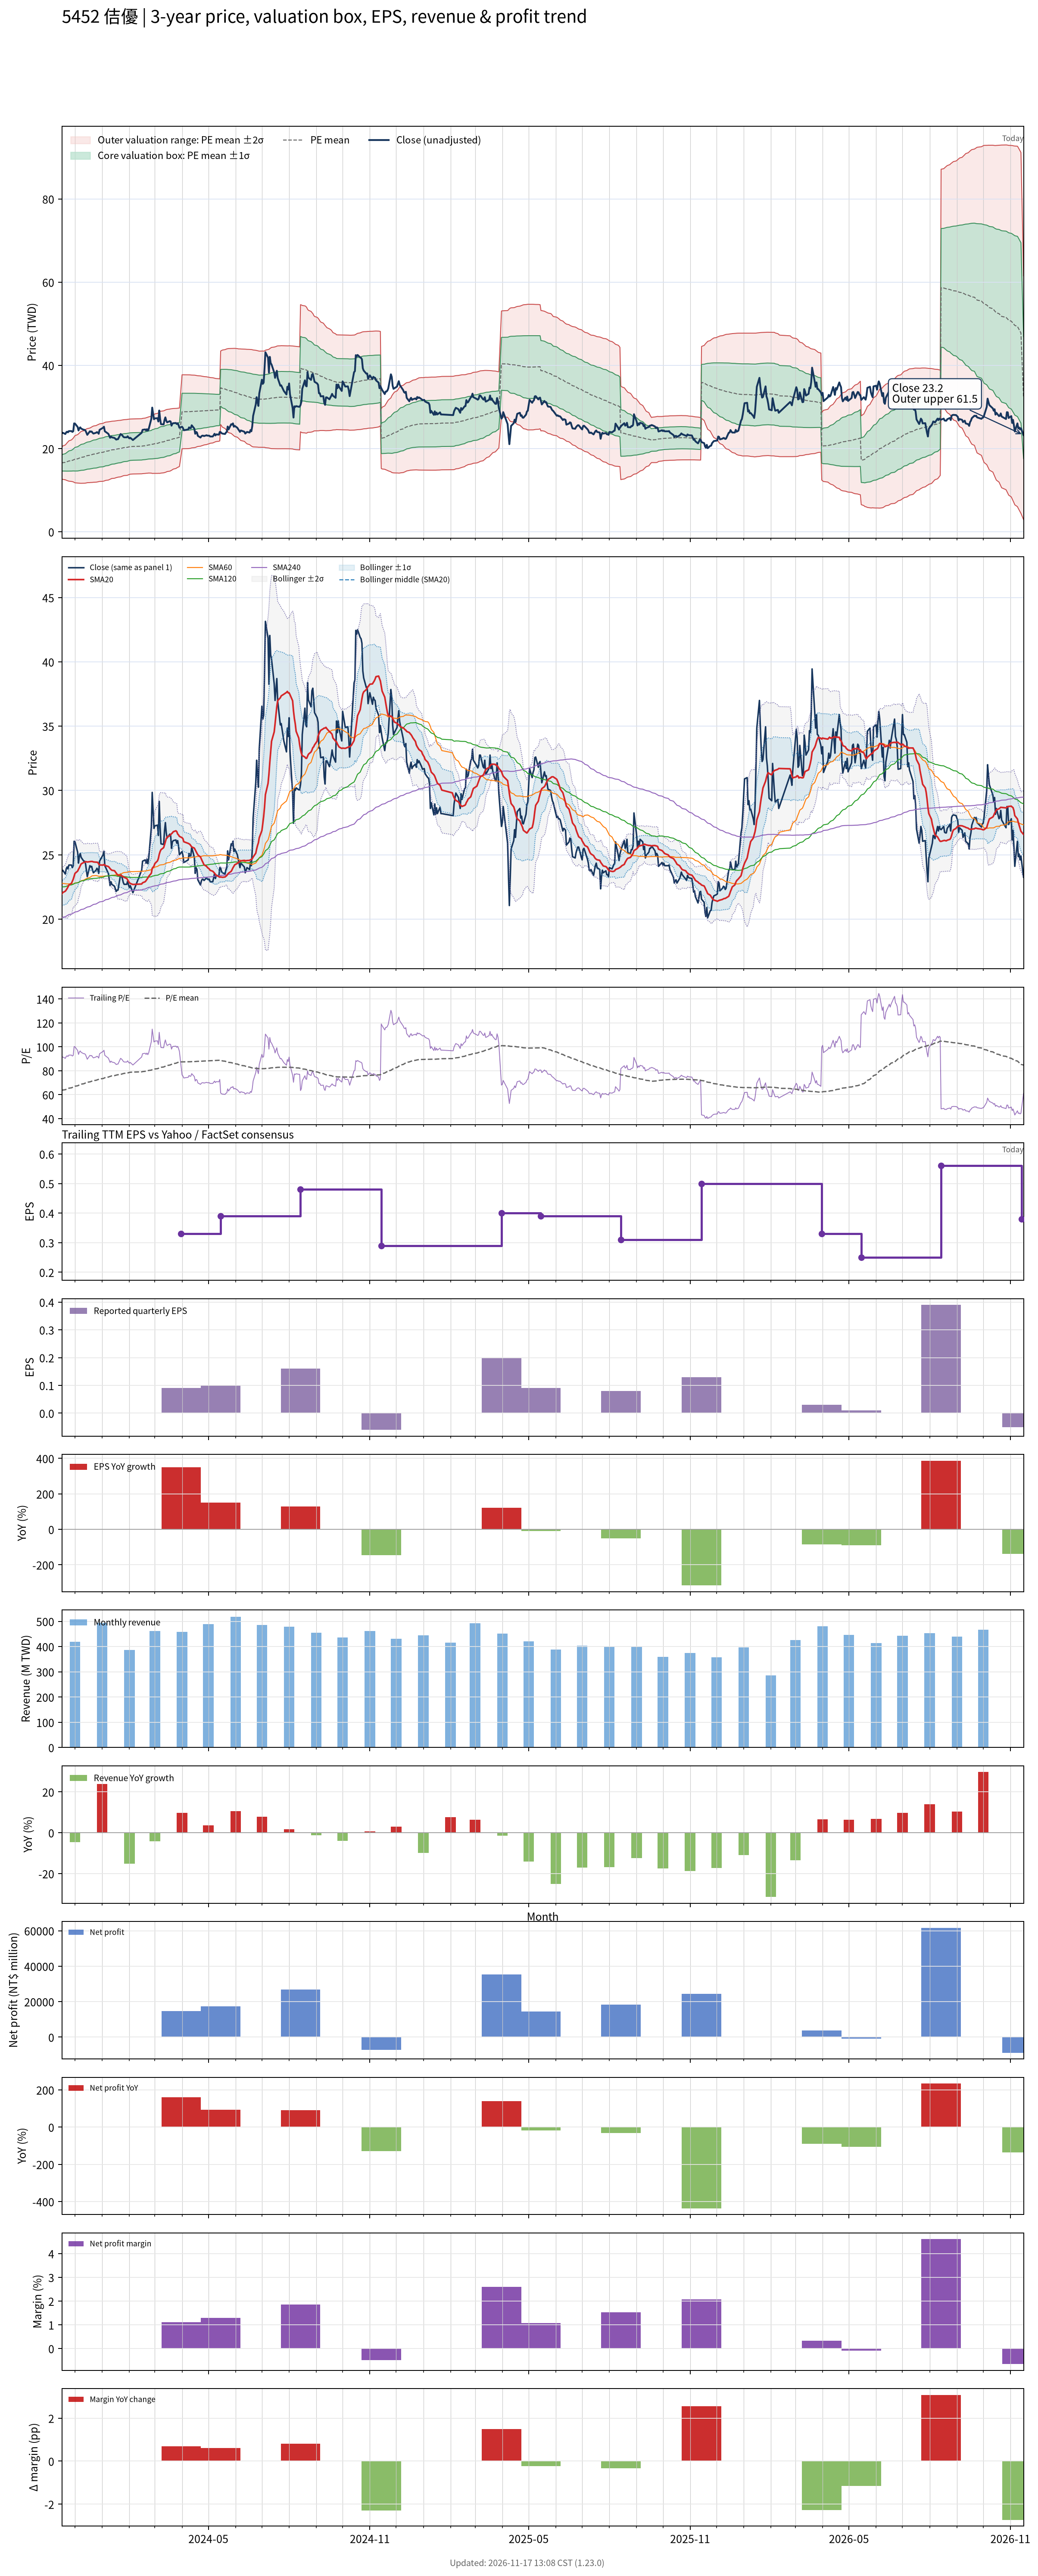 5452 佶優 | 3-year price, valuation box, EPS, revenue & profit trend
Outer valuation range: PE mean ±2σ
Core valuation box: PE mean ±1σ
PE mean
Close (unadjusted)
Today
Price (TWD)
80
60
40
20
0
Close 23.2
Outer upper 61.5
Close (same as panel 1)
SMA20
SMA60
SMA120
SMA240
Bollinger ±2σ
Bollinger ±1σ
Bollinger middle (SMA20)
Price
45
40
35
30
25
20
Trailing P/E
P/E mean
P/E
140
120
100
80
60
40
Trailing TTM EPS vs Yahoo / FactSet consensus
Today
EPS
0.6
0.5
0.4
0.3
0.2
Reported quarterly EPS
EPS
0.4
0.3
0.2
0.1
0.0
EPS YoY growth
YoY (%)
400
200
0
-200
Monthly revenue
Revenue (M TWD)
500
400
300
200
100
0
Revenue YoY growth
YoY (%)
20
0
-20
Month
Net profit
Net profit (NT$ million)
60000
40000
20000
0
Net profit YoY
YoY (%)
200
0
-200
-400
Net profit margin
Margin (%)
4
3
2
1
0
Margin YoY change
Δ margin (pp)
2
0
-2
2024-05
2024-11
2025-05
2025-11
2026-05
2026-11
Updated: 2026-11-17 13:08 CST (1.23.0)